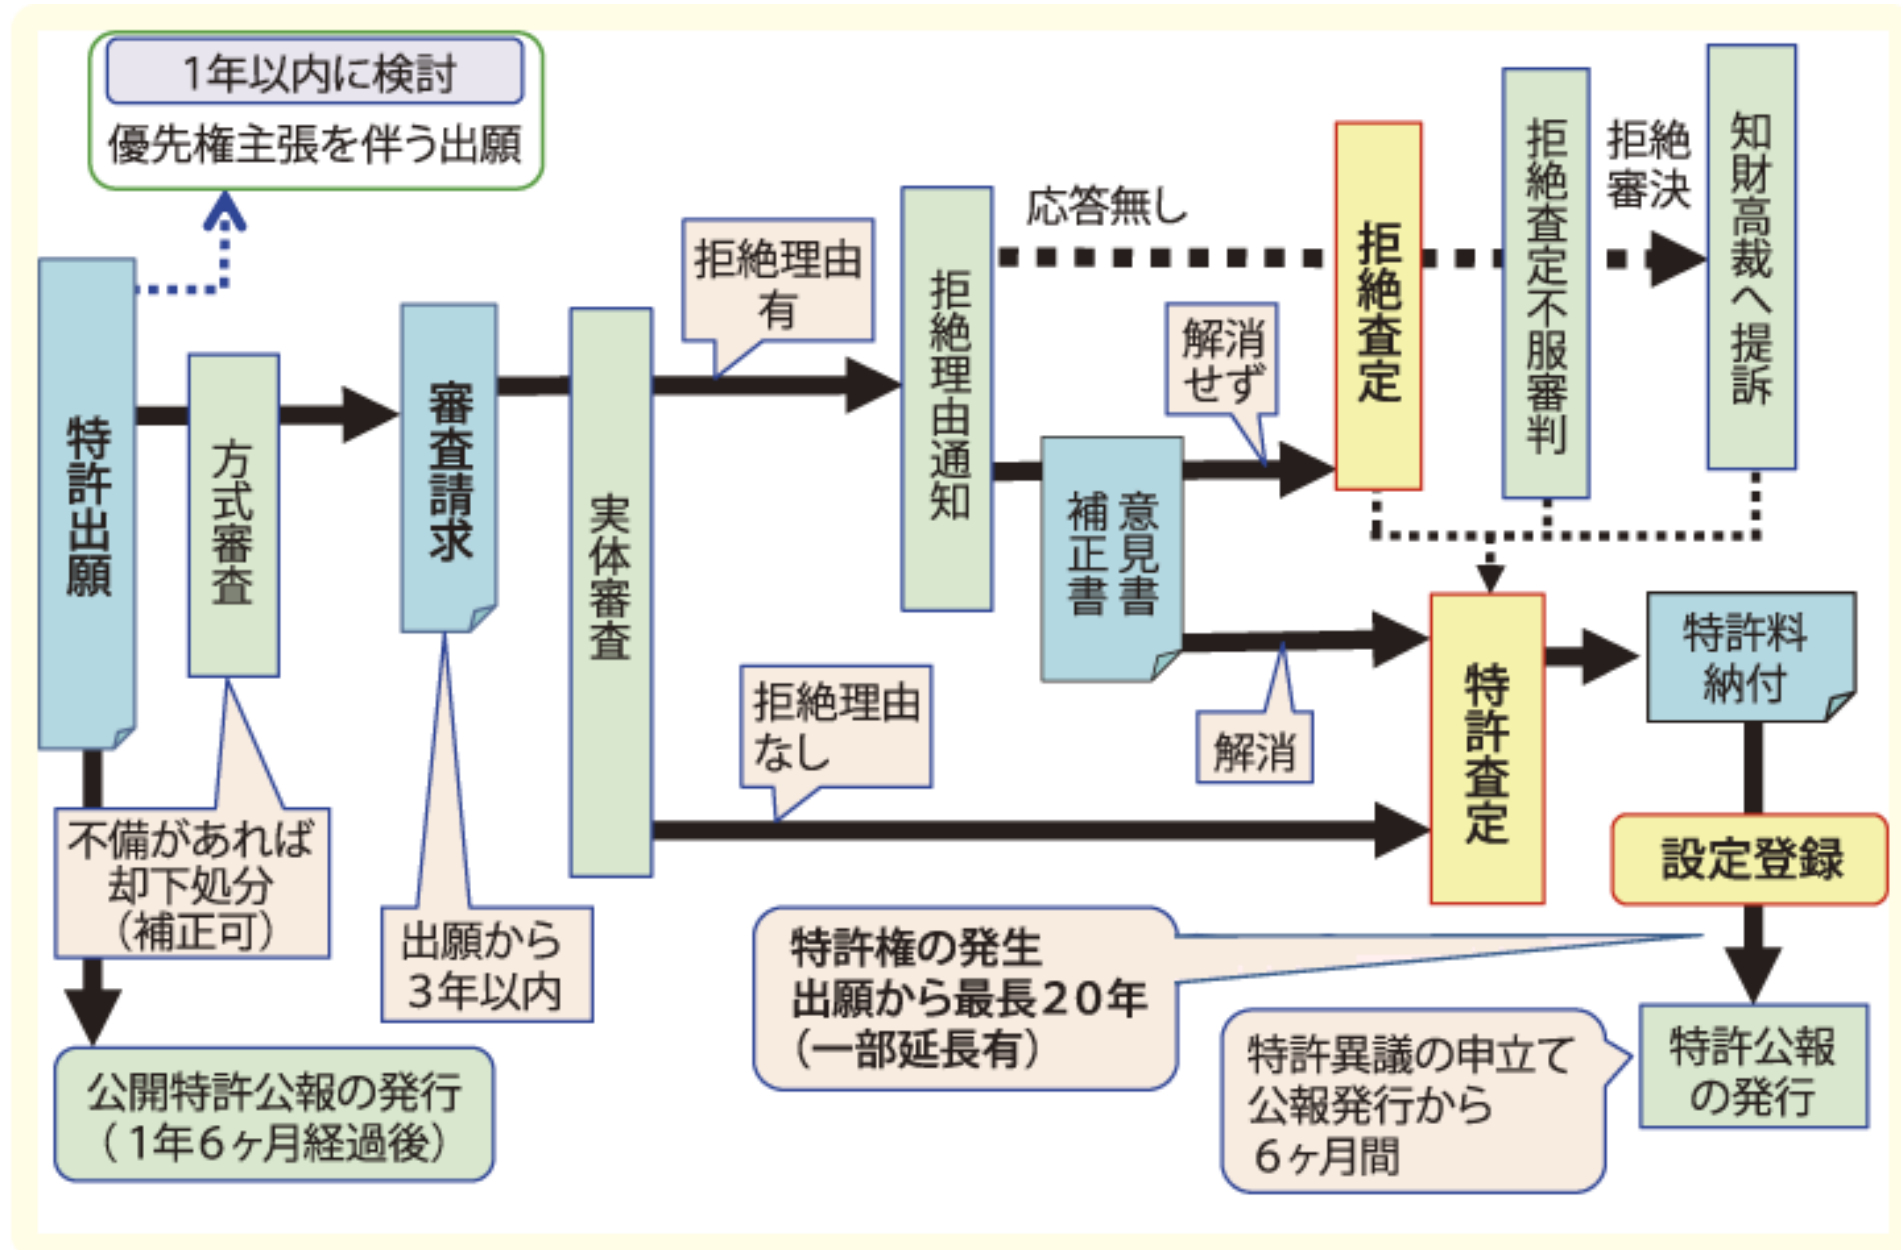 1年以内に検討
優先権主張を伴う出願
特許出願
方式審査
不備があれば
却下処分
（補正可）
公開特許公報の発行
（1年6ヶ月経過後）
審査請求
出願から
3年以内
実体審査
拒絶理由
有
拒絶理由
なし
拒絶理由通知
応答無し
意見書
補正書
解消
せず
解消
拒絶査定
拒絶査定不服審判
拒絶
審決
知財高裁へ提訴
特許査定
特許料
納付
設定登録
特許権の発生
出願から最長20年
（一部延長有）
特許異議の申立て
公報発行から
6ヶ月間
特許公報
の発行